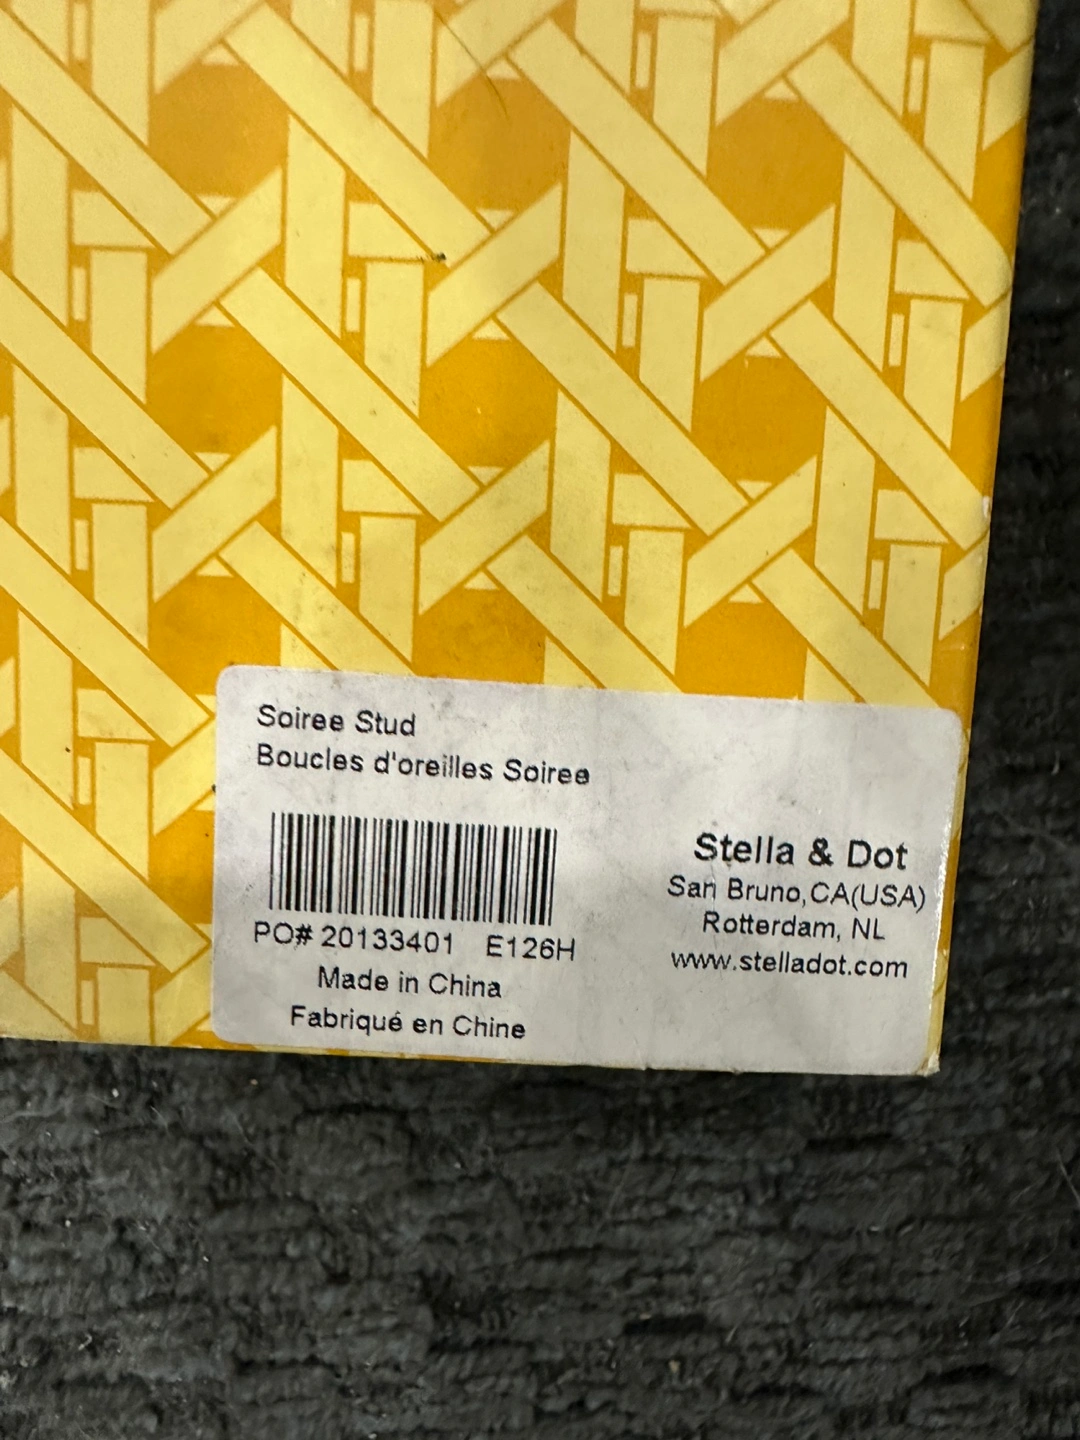 Soiree Stud
Boucles d'oreilles Soiree
PO# 20133401 E126H
Made in China
Fabriqué en Chine
Stella & Dot
San Bruno,CA(USA)
Rotterdam, NL
www.stelladot.com